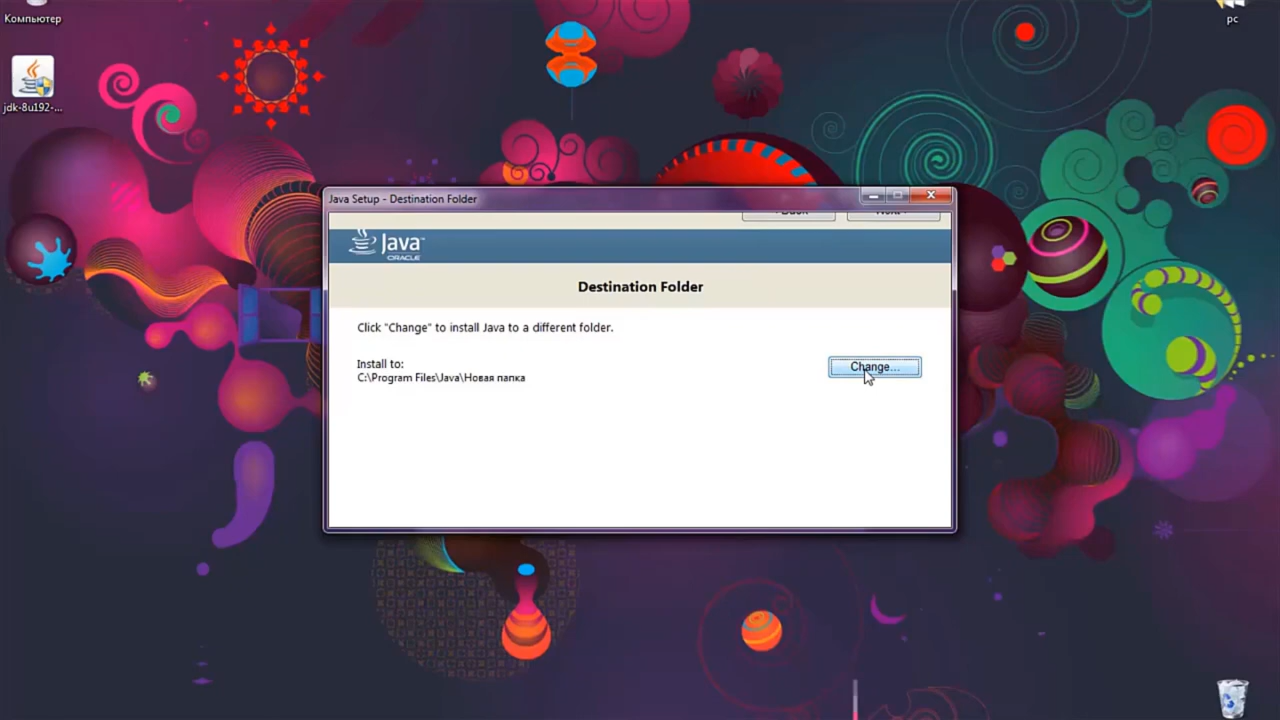 Компьютер
pc
jdk-8u192-...
Java Setup - Destination Folder
Java™
ORACLE
Destination Folder
Click "Change" to install Java to a different folder.
Install to:
Change...
C:\Program Files\Java\Новая папка